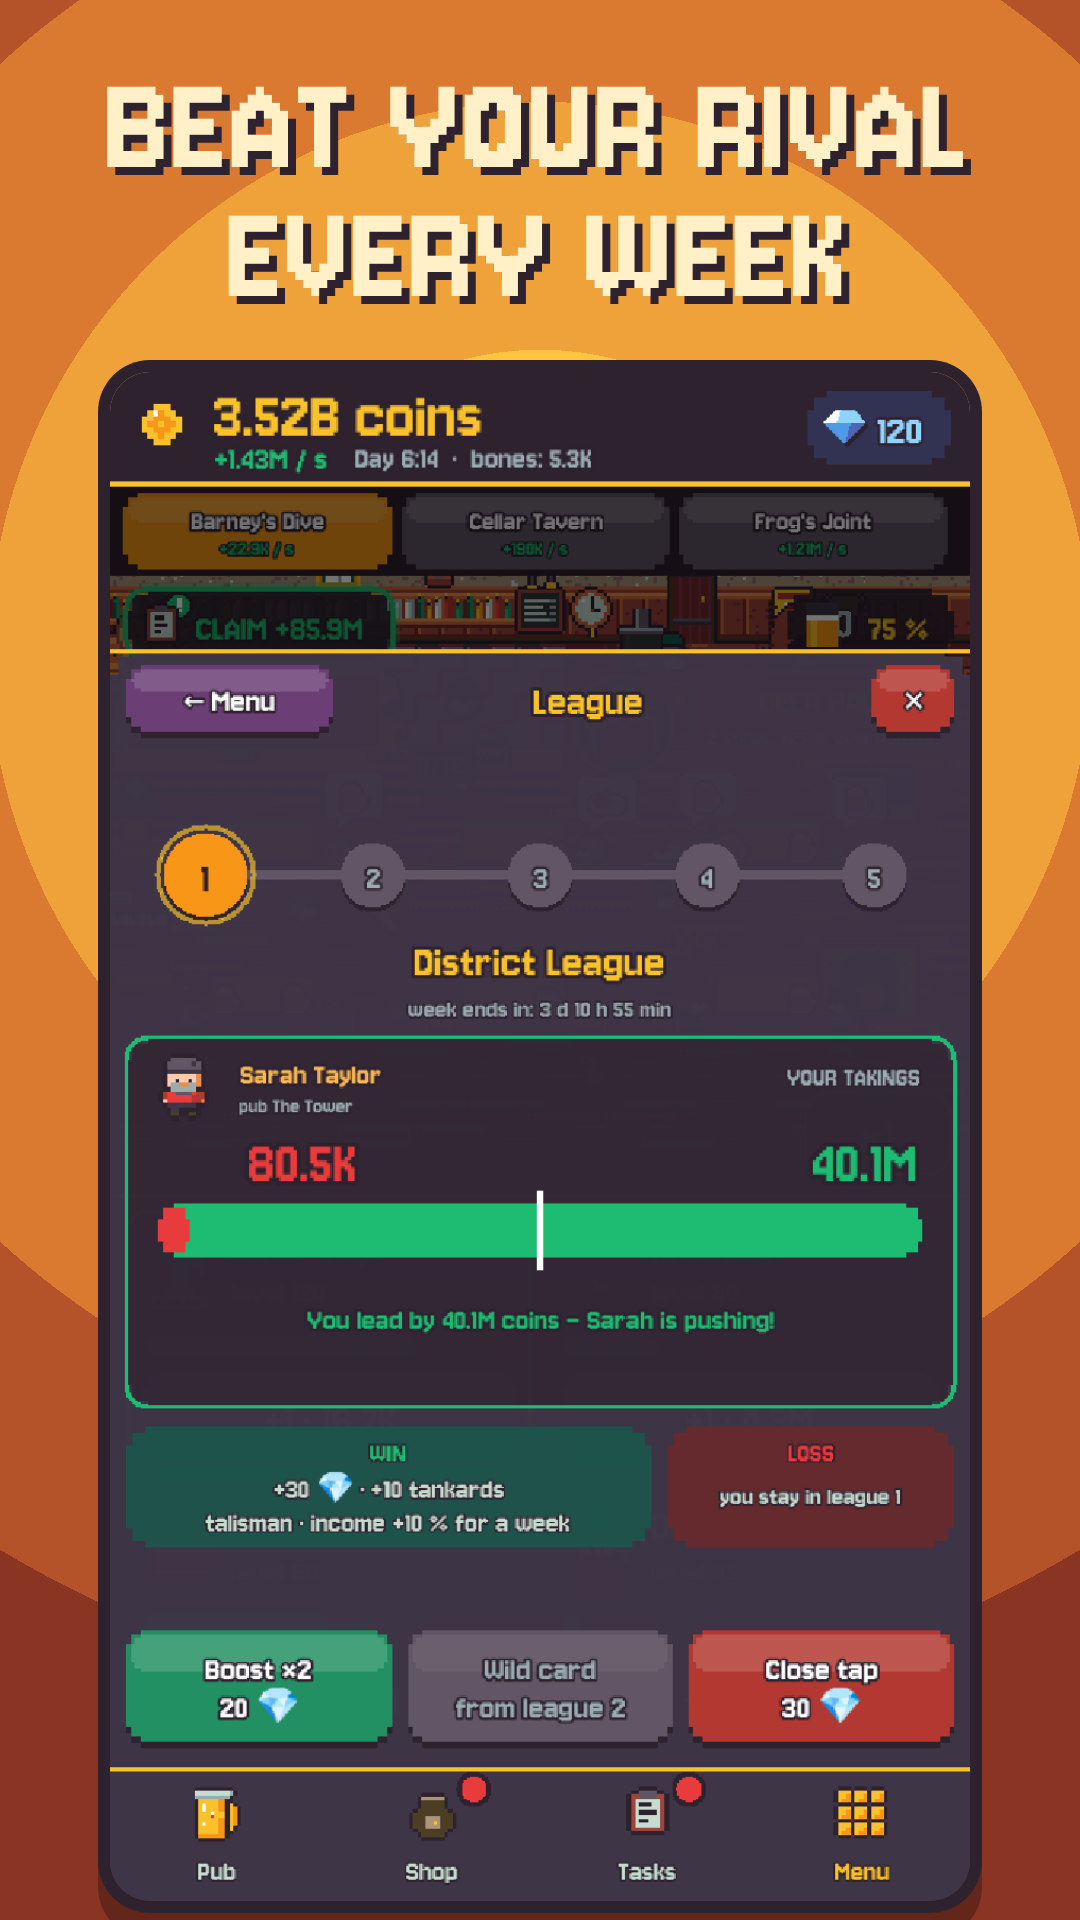 BEAT YOUR RIVAL
EVERY WEEK
3.52B coins
120
+1.43M / s Day 6:14 · bones: 5.3K
Barney's Dive
Cellar Tavern
Frog's Joint
+22.9K / s
+190K / s
+1.21M / s
CLAIM +85.9M
75 %
← Menu
League
×
1
2
3
4
5
District League
week ends in: 3 d 10 h 55 min
Sarah Taylor
YOUR TAKINGS
pub The Tower
80.5K
40.1M
You lead by 40.1M coins – Sarah is pushing!
WIN
+30 · +10 tankards
talisman · income +10 % for a week
LOSS
you stay in league 1
Boost ×2
20
Wild card
from league 2
Close tap
30
Pub
Shop
Tasks
Menu